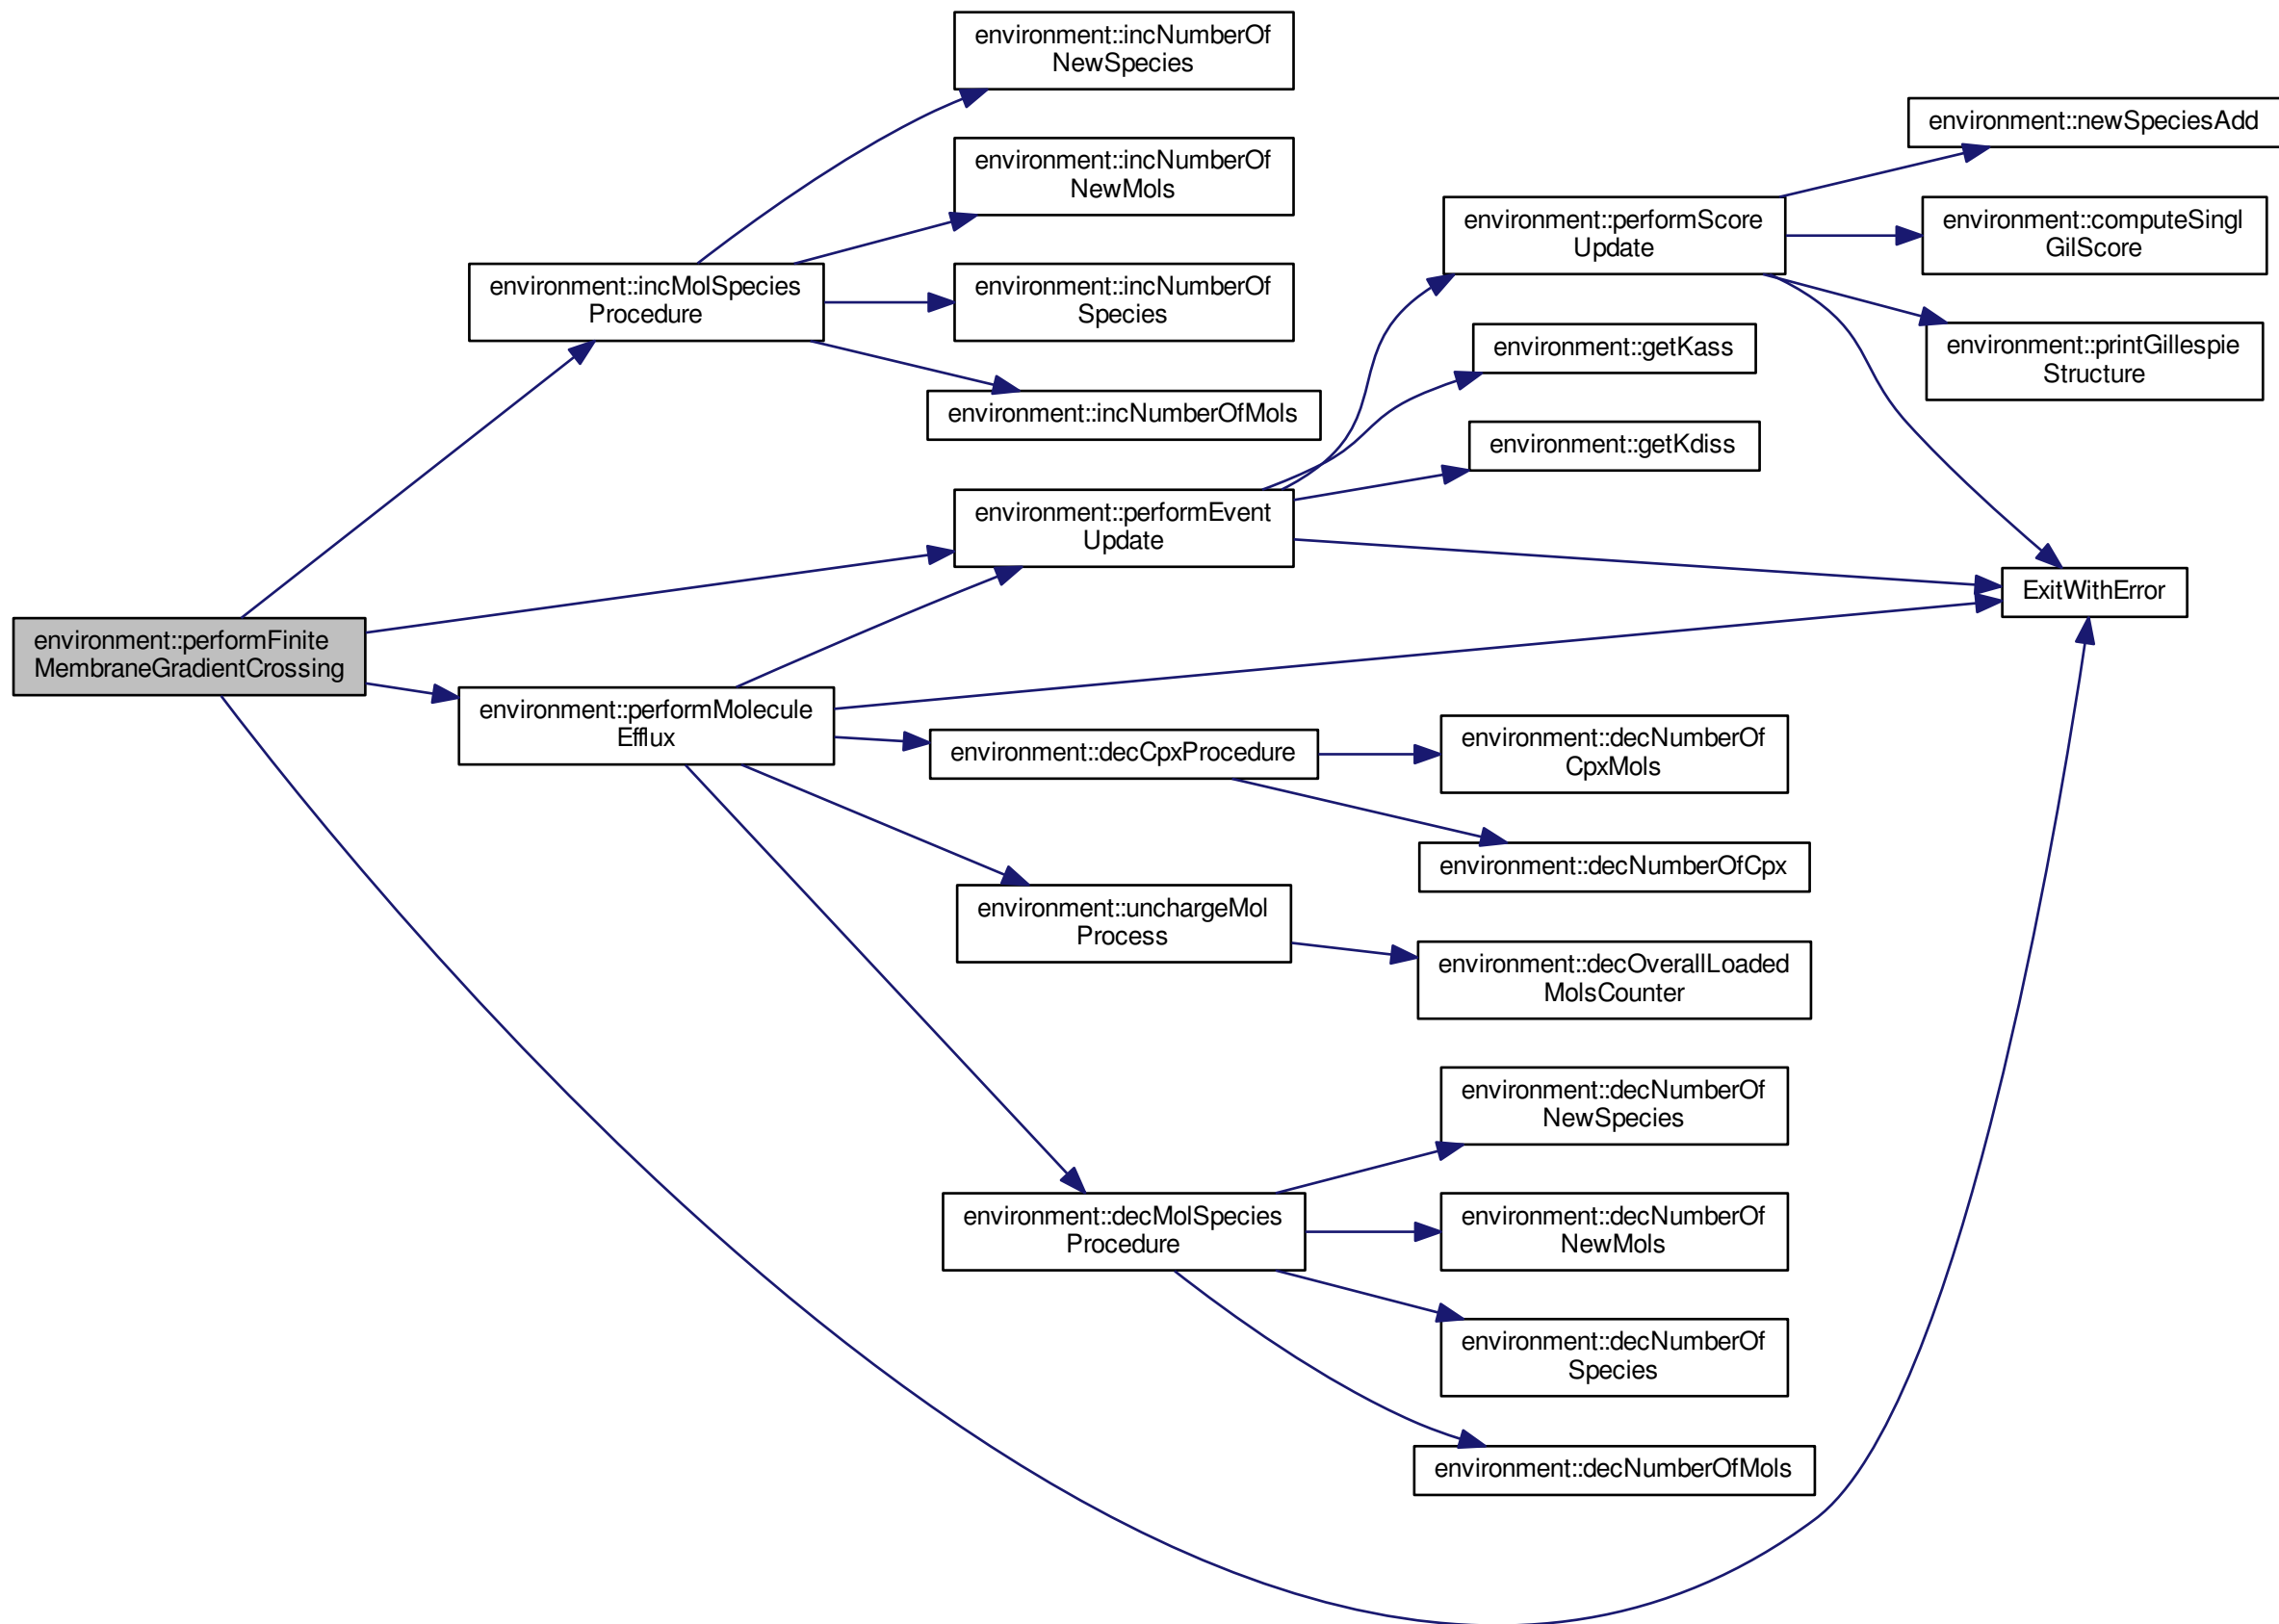 environment::incNumberOf
NewSpecies
environment::newSpeciesAdd
environment::incNumberOf
NewMols
environment::performScore
Update
environment::computeSingl
GilScore
environment::incMolSpecies
Procedure
environment::incNumberOf
Species
environment::getKass
environment::printGillespie
Structure
environment::incNumberOfMols
environment::getKdiss
environment::performEvent
Update
ExitWithError
environment::performFinite
MembraneGradientCrossing
environment::performMolecule
Efflux
environment::decCpxProcedure
environment::decNumberOf
CpxMols
environment::decNumberOfCpx
environment::unchargeMol
Process
environment::decOverallLoaded
MolsCounter
environment::decNumberOf
NewSpecies
environment::decMolSpecies
Procedure
environment::decNumberOf
NewMols
environment::decNumberOf
Species
environment::decNumberOfMols